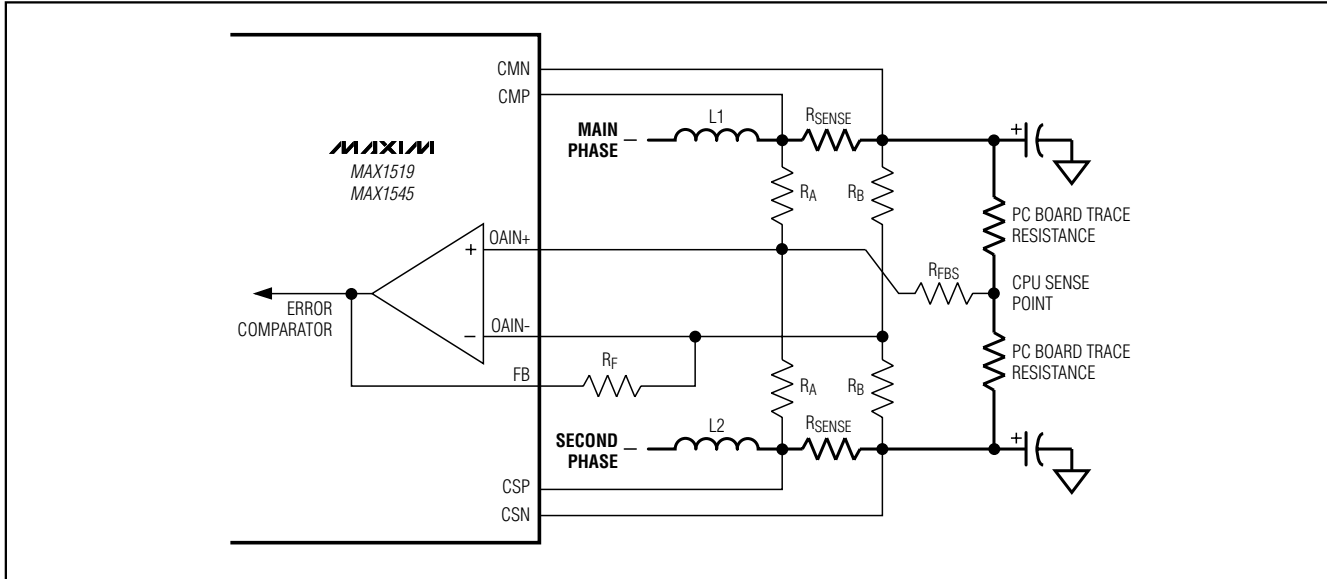 CMN
CMP
MAIN
PHASE
L1
RSENSE
MAXIM
MAX1519
MAX1545
RA
RB
PC BOARD TRACE
RESISTANCE
+
OAIN+
RFBS
CPU SENSE
POINT
ERROR
COMPARATOR
−
OAIN-
PC BOARD TRACE
RESISTANCE
FB
RF
RA
RB
SECOND
PHASE
L2
RSENSE
CSP
CSN
+
+